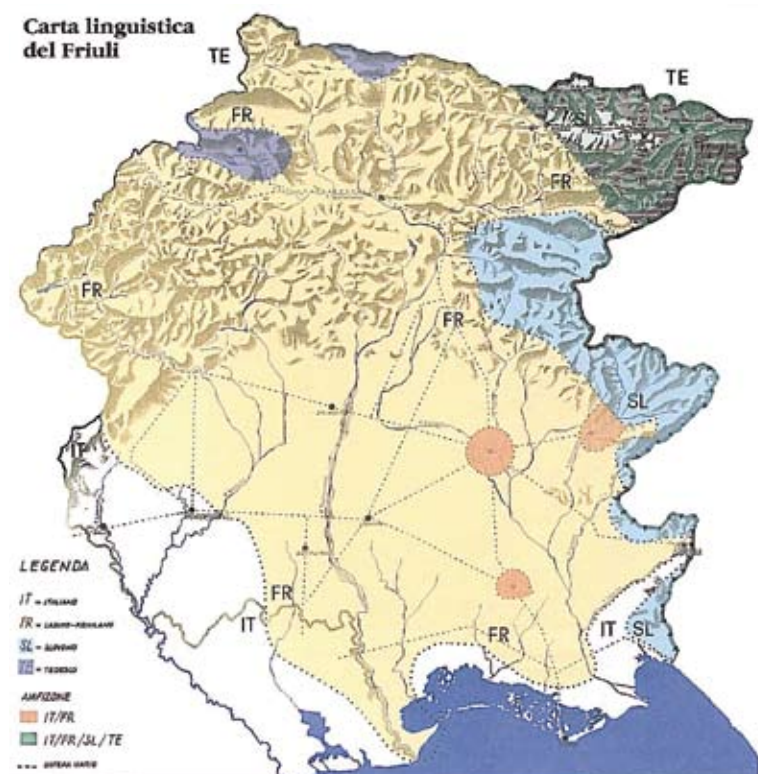 Carta linguistica
del Friuli
TE
TE
FR
SL
FR
FR
FR
SL
IT
FR
IT
FR
IT
SL
LEGENDA
IT = ITALIANO
FR = LADINO-FRIULANO
SL = SLOVENO
TE = TEDESCO
ANFIZONE
IT/FR
IT/FR/SL/TE